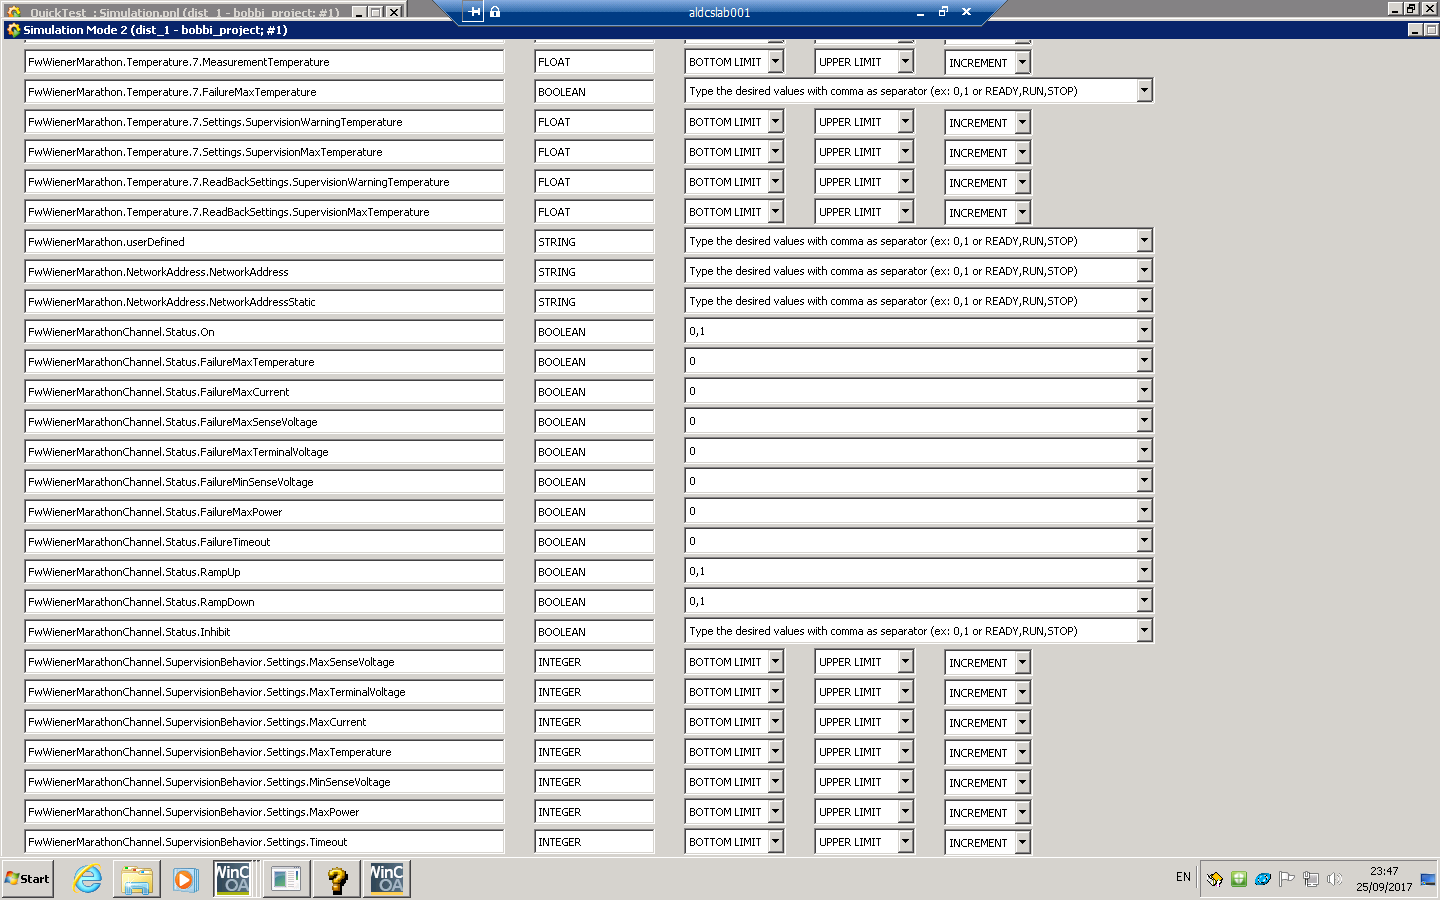 QuickTest_: Simulation.pnl (dist_1 - bobbi_project; #1)
aldcslab001
Simulation Mode 2 (dist_1 - bobbi_project; #1)
FwWienerMarathon.Temperature.7.MeasurementTemperature FLOAT BOTTOM LIMIT UPPER LIMIT INCREMENT
FwWienerMarathon.Temperature.7.FailureMaxTemperature BOOLEAN Type the desired values with comma as separator (ex: 0,1 or READY,RUN,STOP)
FwWienerMarathon.Temperature.7.Settings.SupervisionWarningTemperature FLOAT BOTTOM LIMIT UPPER LIMIT INCREMENT
FwWienerMarathon.Temperature.7.Settings.SupervisionMaxTemperature FLOAT BOTTOM LIMIT UPPER LIMIT INCREMENT
FwWienerMarathon.Temperature.7.ReadBackSettings.SupervisionWarningTemperature FLOAT BOTTOM LIMIT UPPER LIMIT INCREMENT
FwWienerMarathon.Temperature.7.ReadBackSettings.SupervisionMaxTemperature FLOAT BOTTOM LIMIT UPPER LIMIT INCREMENT
FwWienerMarathon.userDefined STRING Type the desired values with comma as separator (ex: 0,1 or READY,RUN,STOP)
FwWienerMarathon.NetworkAddress.NetworkAddress STRING Type the desired values with comma as separator (ex: 0,1 or READY,RUN,STOP)
FwWienerMarathon.NetworkAddress.NetworkAddressStatic STRING Type the desired values with comma as separator (ex: 0,1 or READY,RUN,STOP)
FwWienerMarathonChannel.Status.On BOOLEAN 0,1
FwWienerMarathonChannel.Status.FailureMaxTemperature BOOLEAN 0
FwWienerMarathonChannel.Status.FailureMaxCurrent BOOLEAN 0
FwWienerMarathonChannel.Status.FailureMaxSenseVoltage BOOLEAN 0
FwWienerMarathonChannel.Status.FailureMaxTerminalVoltage BOOLEAN 0
FwWienerMarathonChannel.Status.FailureMinSenseVoltage BOOLEAN 0
FwWienerMarathonChannel.Status.FailureMaxPower BOOLEAN 0
FwWienerMarathonChannel.Status.FailureTimeout BOOLEAN 0
FwWienerMarathonChannel.Status.RampUp BOOLEAN 0,1
FwWienerMarathonChannel.Status.RampDown BOOLEAN 0,1
FwWienerMarathonChannel.Status.Inhibit BOOLEAN Type the desired values with comma as separator (ex: 0,1 or READY,RUN,STOP)
FwWienerMarathonChannel.SupervisionBehavior.Settings.MaxSenseVoltage INTEGER BOTTOM LIMIT UPPER LIMIT INCREMENT
FwWienerMarathonChannel.SupervisionBehavior.Settings.MaxTerminalVoltage INTEGER BOTTOM LIMIT UPPER LIMIT INCREMENT
FwWienerMarathonChannel.SupervisionBehavior.Settings.MaxCurrent INTEGER BOTTOM LIMIT UPPER LIMIT INCREMENT
FwWienerMarathonChannel.SupervisionBehavior.Settings.MaxTemperature INTEGER BOTTOM LIMIT UPPER LIMIT INCREMENT
FwWienerMarathonChannel.SupervisionBehavior.Settings.MinSenseVoltage INTEGER BOTTOM LIMIT UPPER LIMIT INCREMENT
FwWienerMarathonChannel.SupervisionBehavior.Settings.MaxPower INTEGER BOTTOM LIMIT UPPER LIMIT INCREMENT
FwWienerMarathonChannel.SupervisionBehavior.Settings.Timeout INTEGER BOTTOM LIMIT UPPER LIMIT INCREMENT
Start WinC OA WinC OA EN 23:47
25/09/2017